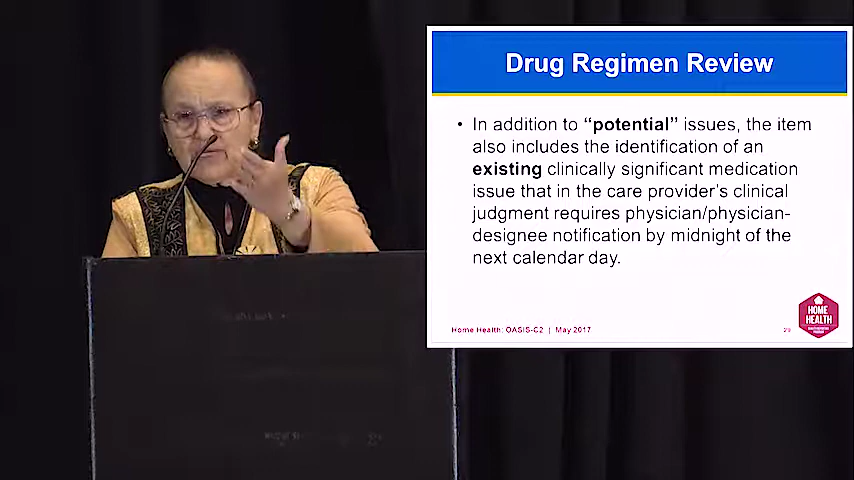 Drug Regimen Review
• In addition to “potential” issues, the item
also includes the identification of an
existing clinically significant medication
issue that in the care provider’s clinical
judgment requires physician/physician-
designee notification by midnight of the
next calendar day.
Home Health: OASIS-C2 | May 2017
29
HOME
HEALTH